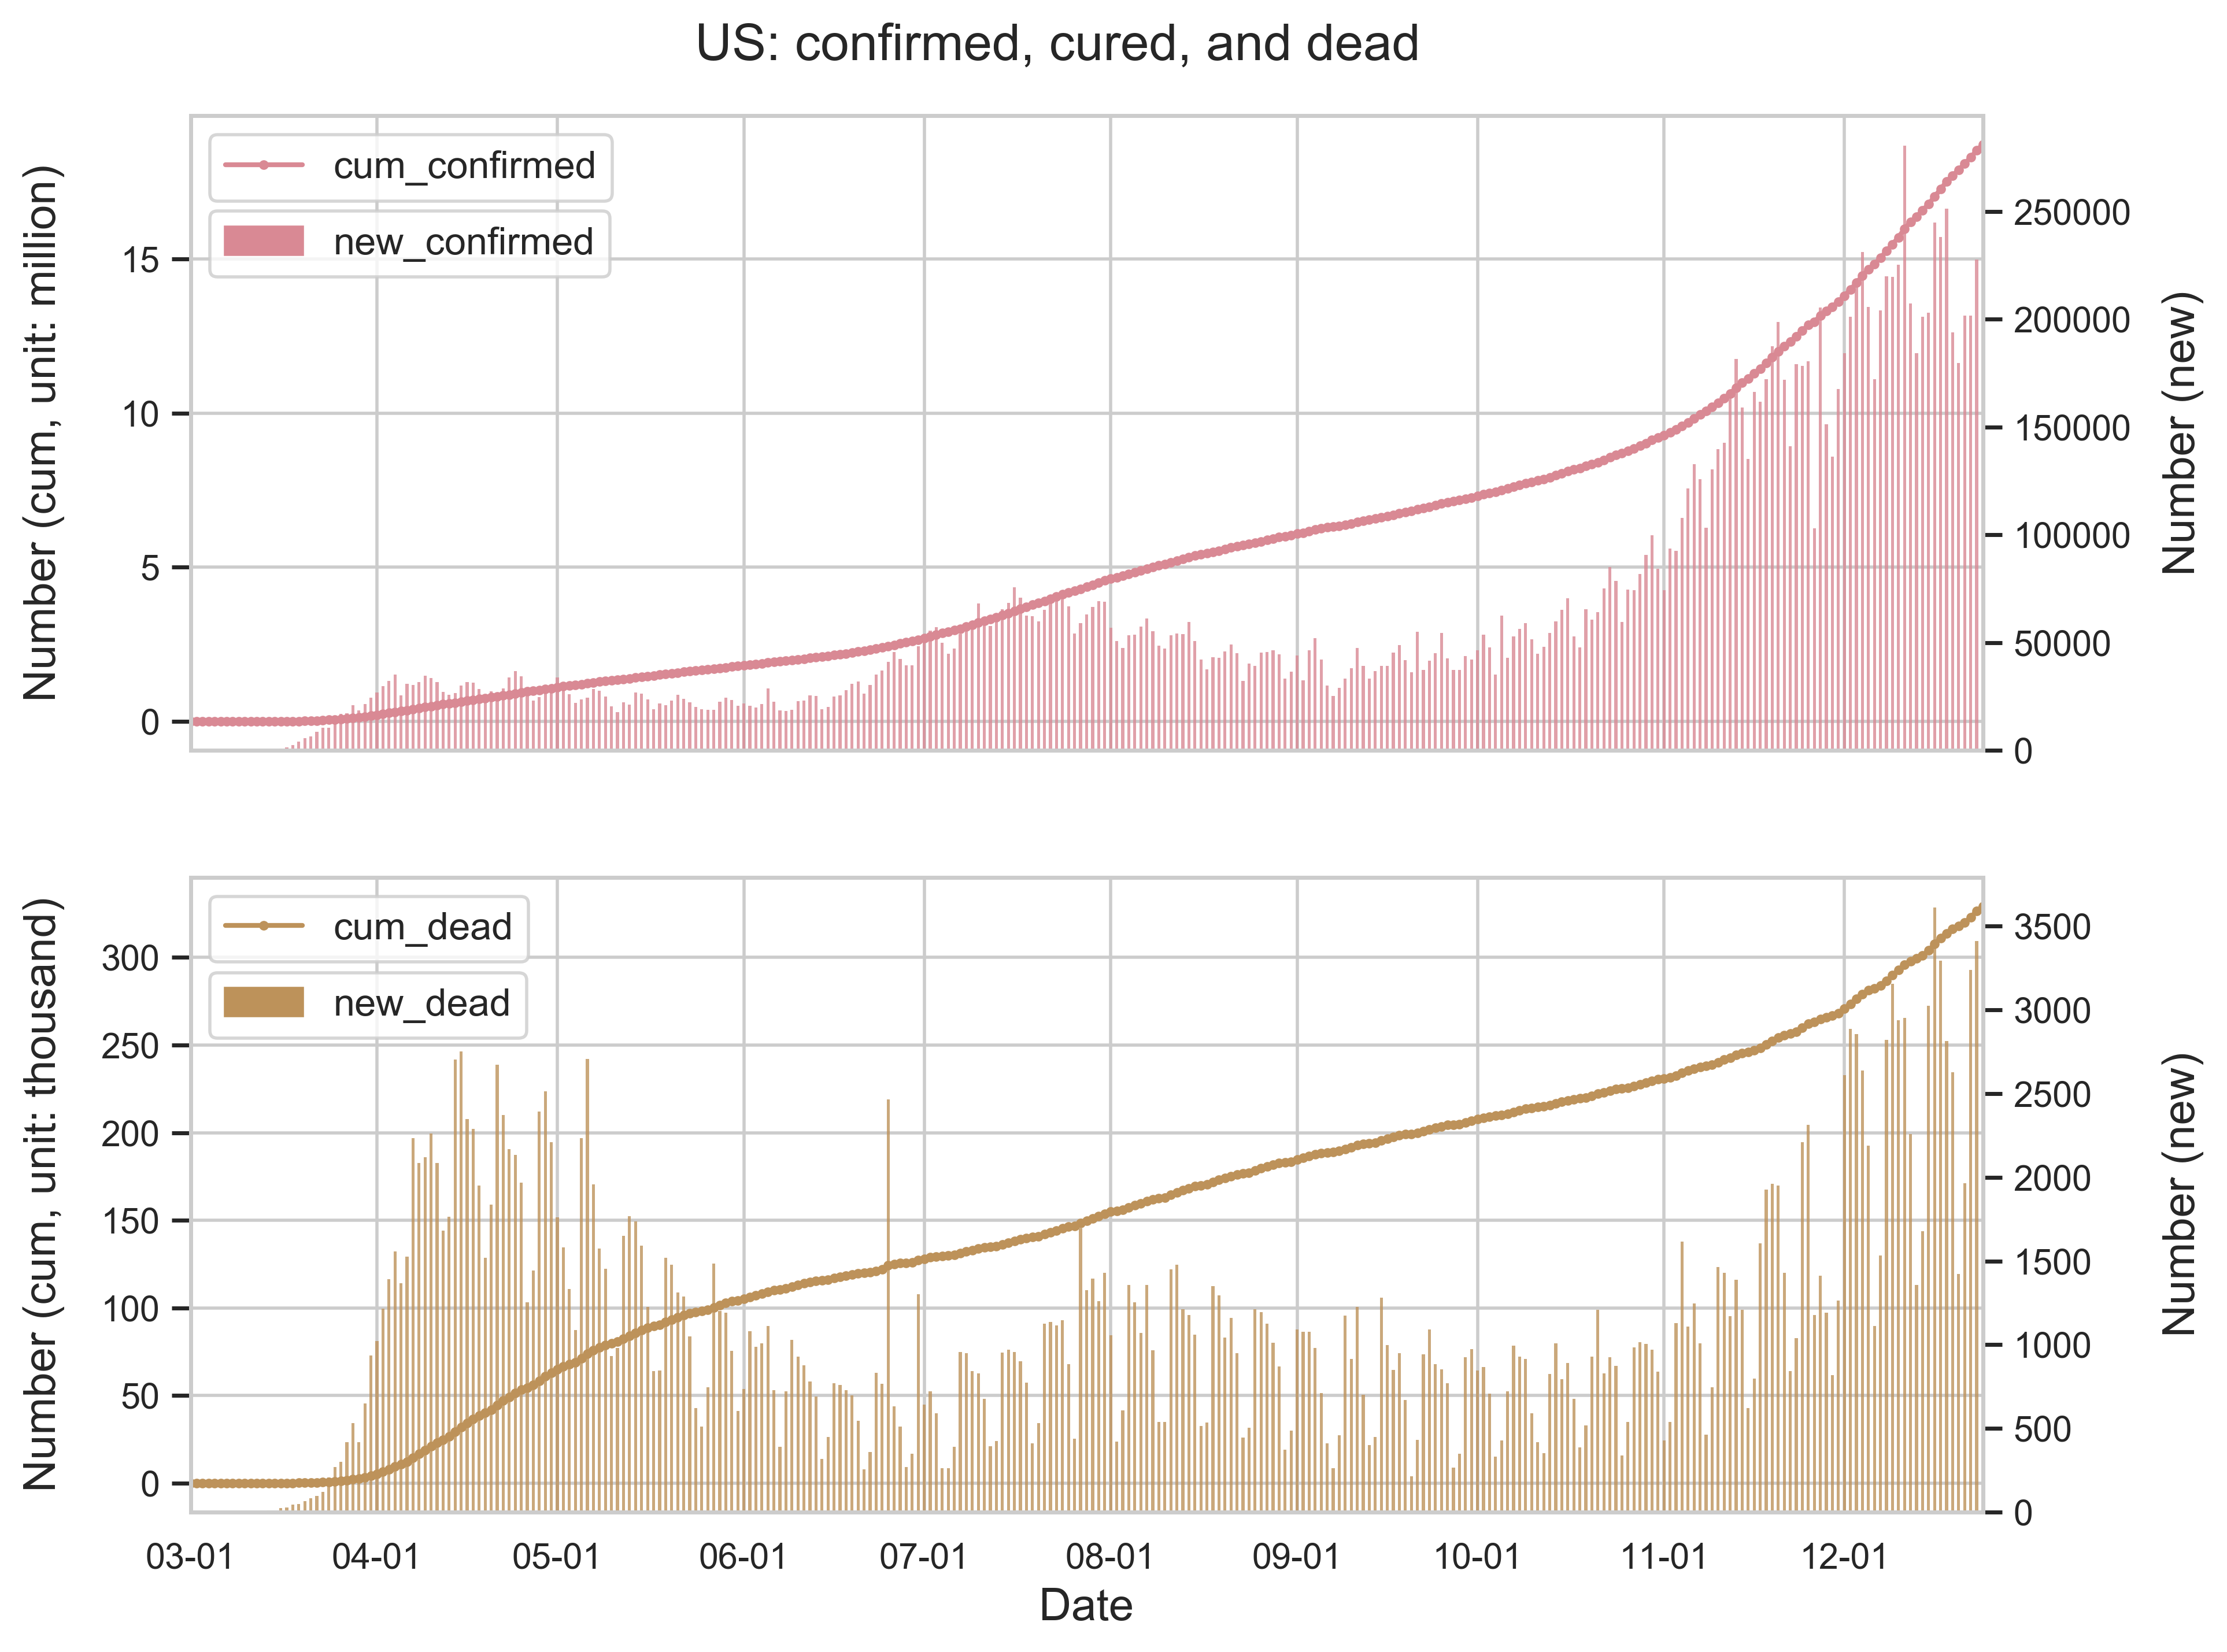 US: confirmed, cured, and dead
cum_confirmed
new_confirmed
Number (cum, unit: million)
15
10
5
0
250000
200000
150000
100000
50000
0
Number (new)
cum_dead
new_dead
Number (cum, unit: thousand)
300
250
200
150
100
50
0
3500
3000
2500
2000
1500
1000
500
0
Number (new)
03-01 04-01 05-01 06-01 07-01 08-01 09-01 10-01 11-01 12-01
Date